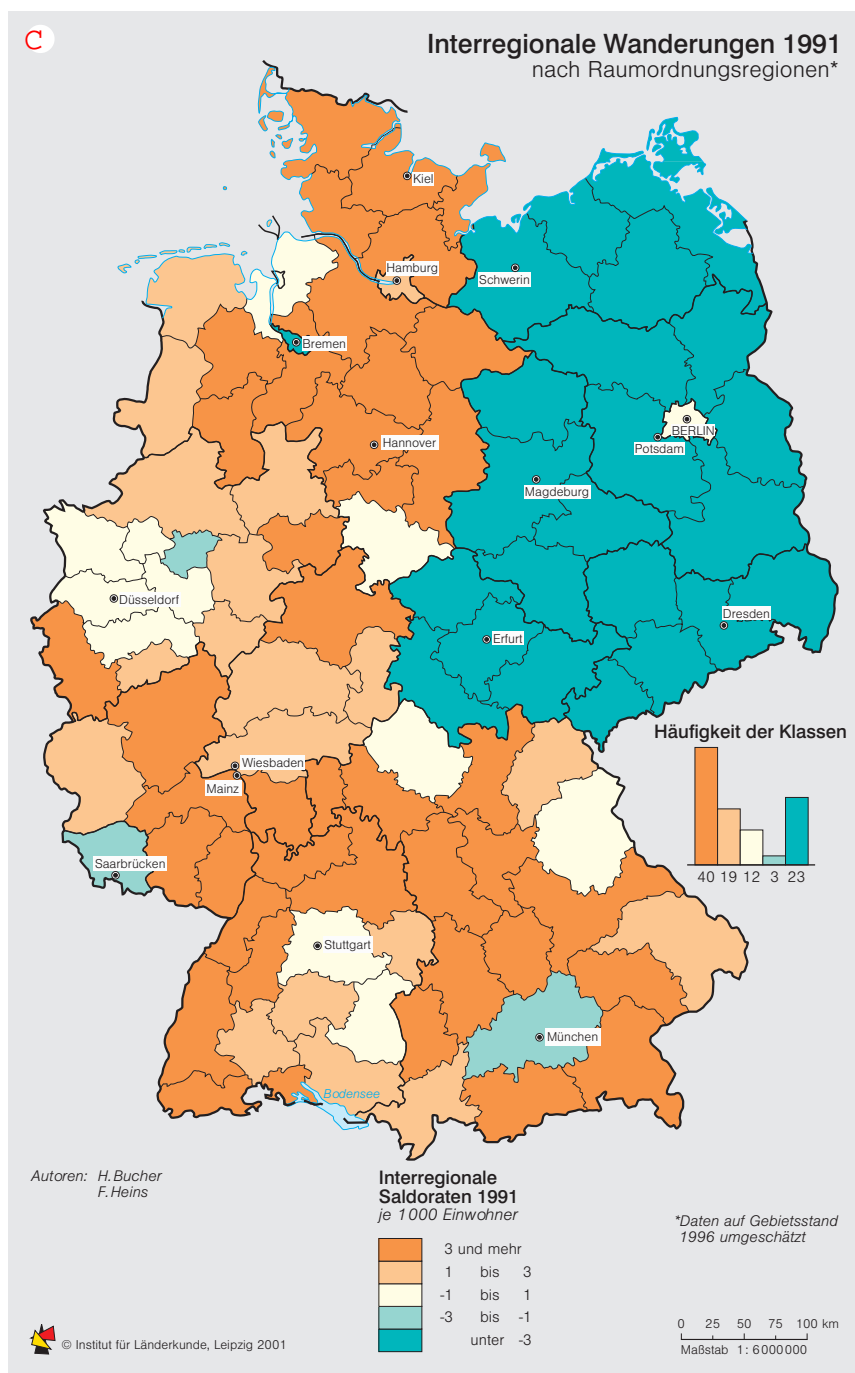 C
Interregionale Wanderungen 1991
nach Raumordnungsregionen*
Kiel
Hamburg
Schwerin
Bremen
BERLIN
Potsdam
Hannover
Magdeburg
Düsseldorf
Dresden
Erfurt
Wiesbaden
Mainz
Saarbrücken
Stuttgart
München
Bodensee
Häufigkeit der Klassen
40 19 12 3 23
Autoren: H.Bucher
F.Heins
Interregionale
Saldoraten 1991
je 1000 Einwohner
3 und mehr
1 bis 3
-1 bis 1
-3 bis -1
unter -3
*Daten auf Gebietsstand
1996 umgeschätzt
0 25 50 75 100 km
Maßstab 1: 6000000
© Institut für Länderkunde, Leipzig 2001